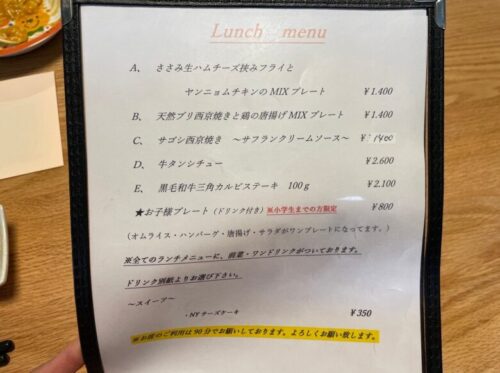 Lunch menu
A、 ささみ生ハムチーズ挟みフライと
ヤンニョムチキンのMIXプレート ¥1.400
B、 天然ブリ西京焼きと鶏の唐揚げMIXプレート ¥1.400
C、 サゴシ西京焼き ～サフランクリームソース～
D、 牛タンシチュー ¥2.600
E、 黒毛和牛三角カルビステーキ 100g ¥2.100
★お子様プレート（ドリンク付き）※小学生までの方限定 ¥800
（オムライス・ハンバーグ・唐揚げ・サラダがワンプレートになってます。）
※全てのランチメニューに、前菜・ワンドリンクがついております。
ドリンク別紙よりお選び下さい。
～スイーツ～
・NYチーズケーキ ¥350
※お席のご利用は90分でお願いしております。よろしくお願い致します。